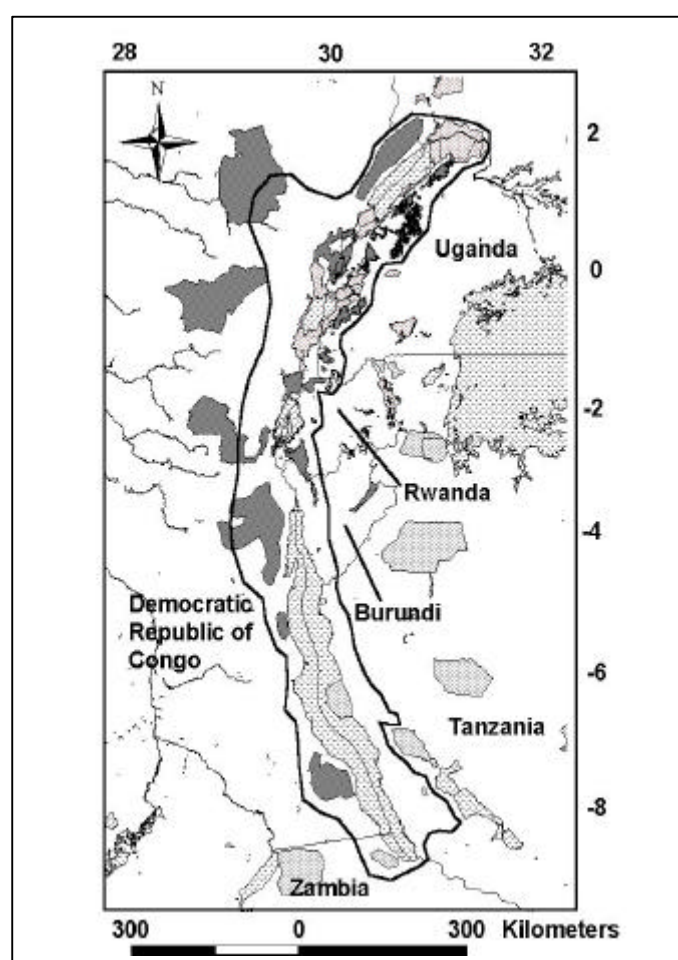 28 30 32
N
2
Uganda
0
-2
Rwanda
-4
Democratic
Republic of
Congo
Burundi
-6
Tanzania
-8
Zambia
300 0 300 Kilometers